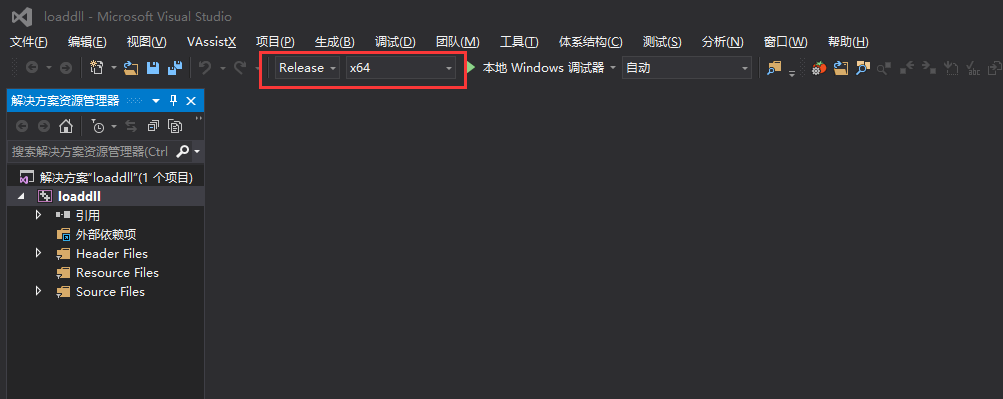 loaddll - Microsoft Visual Studio
文件(F) 编辑(E) 视图(V) VAssistX 项目(P) 生成(B) 调试(D) 团队(M) 工具(T) 体系结构(C) 测试(S) 分析(N) 窗口(W) 帮助(H)
Release x64 本地 Windows 调试器 自动
解决方案资源管理器
搜索解决方案资源管理器(Ctrl
解决方案"loaddll"(1 个项目)
loaddll
引用
外部依赖项
Header Files
Resource Files
Source Files